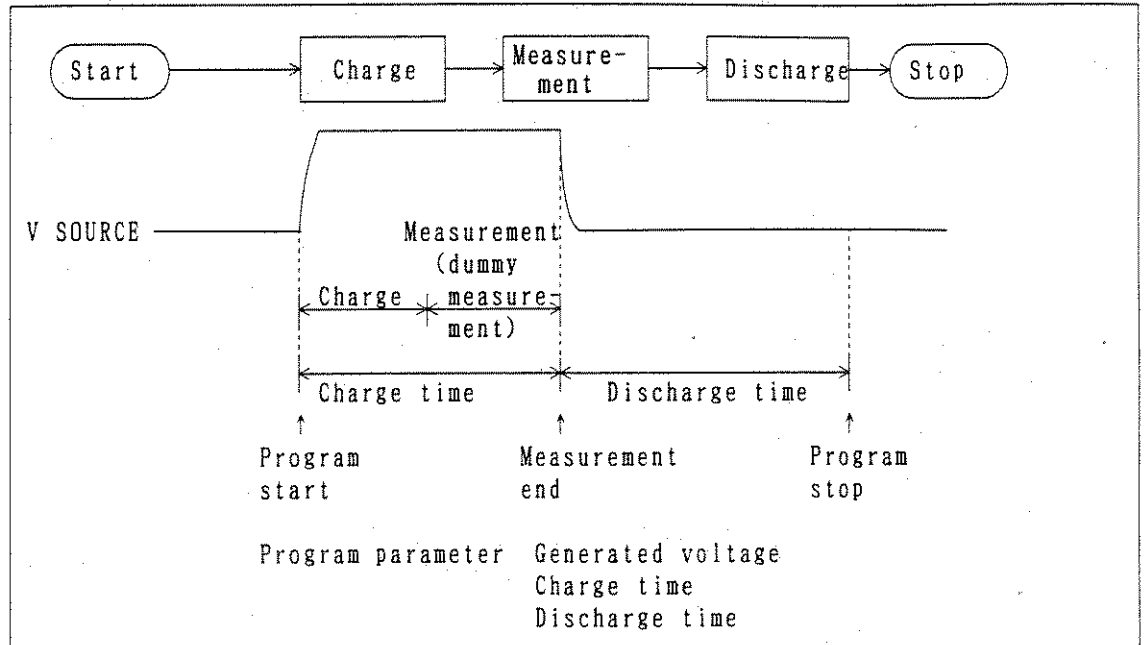 Start
Charge
Measure-
ment
Discharge
Stop
V SOURCE
Measurement
(dummy
measure-
ment)
Charge
Charge time
Discharge time
Program
start
Measurement
end
Program
stop
Program parameter Generated voltage
Charge time
Discharge time